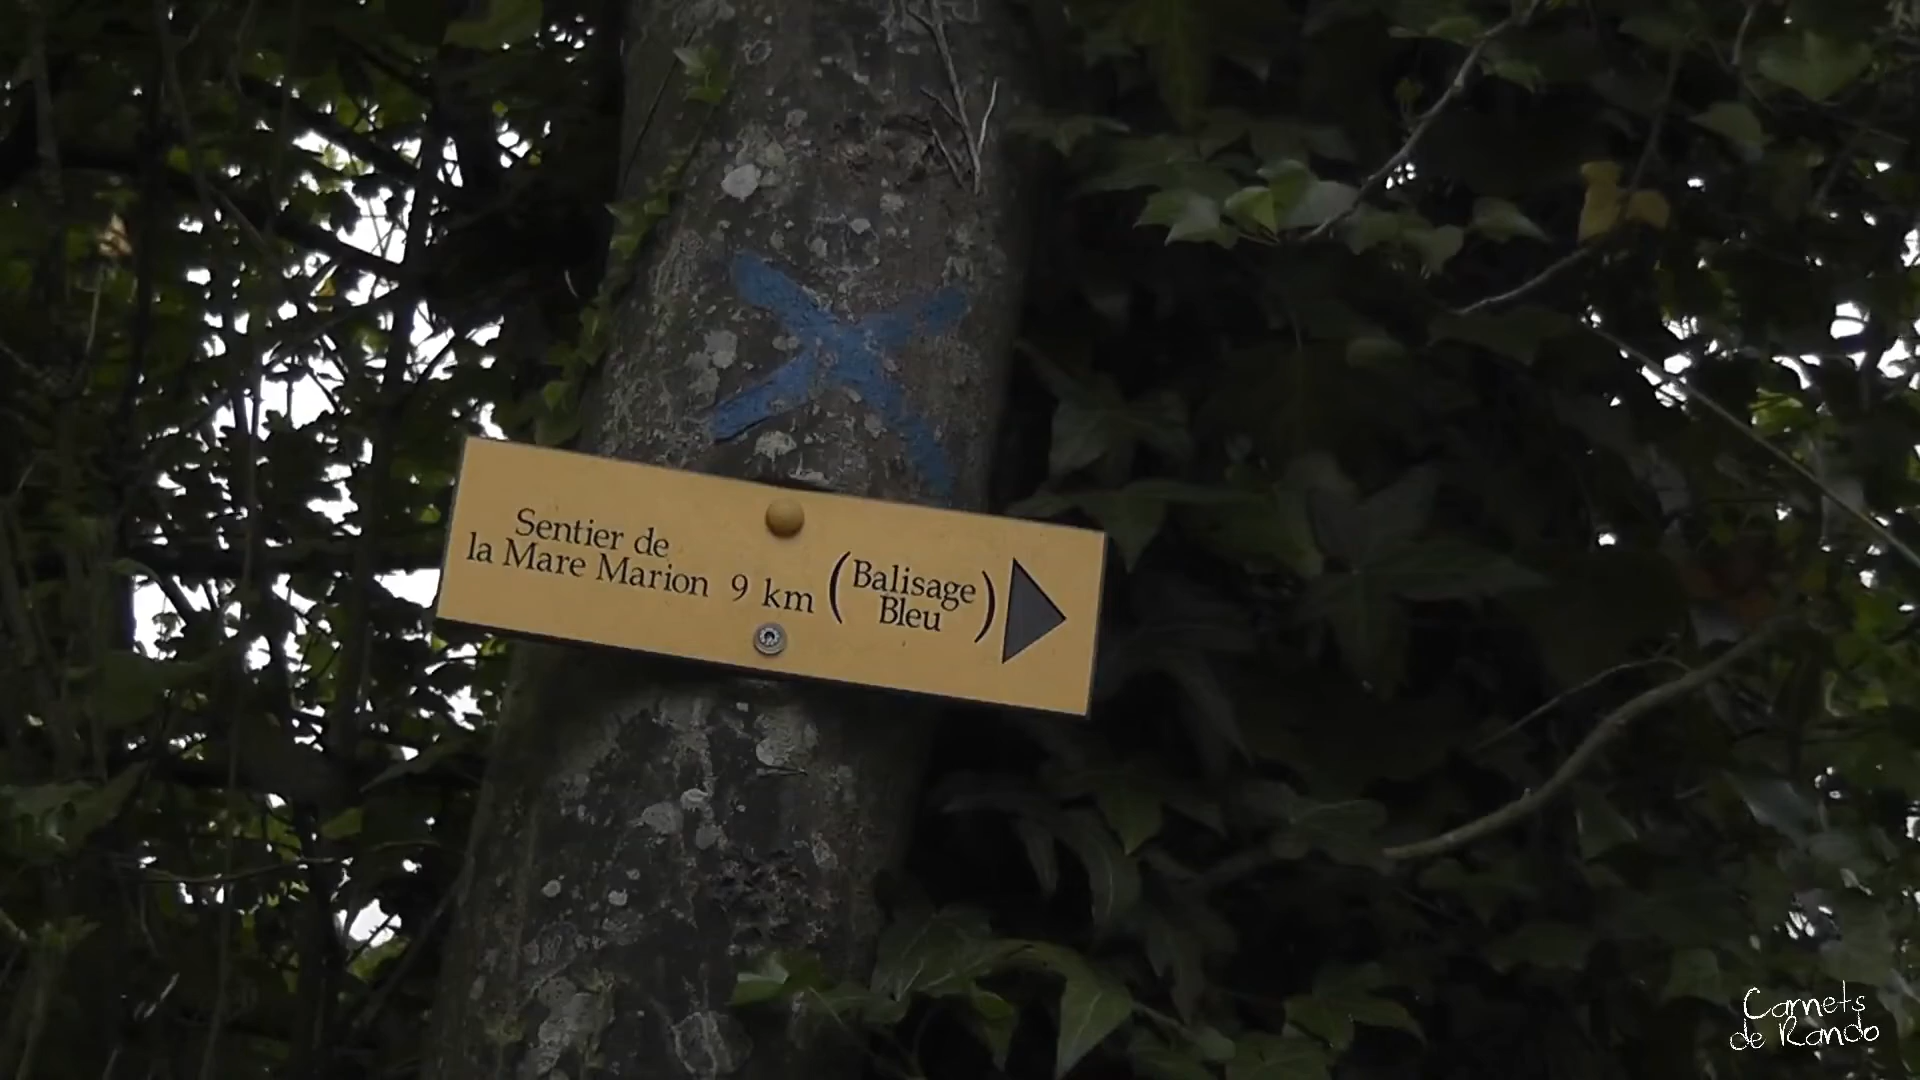 Sentier de
la Mare Marion 9 km (Balisage
Bleu)
Carnets
de Rando